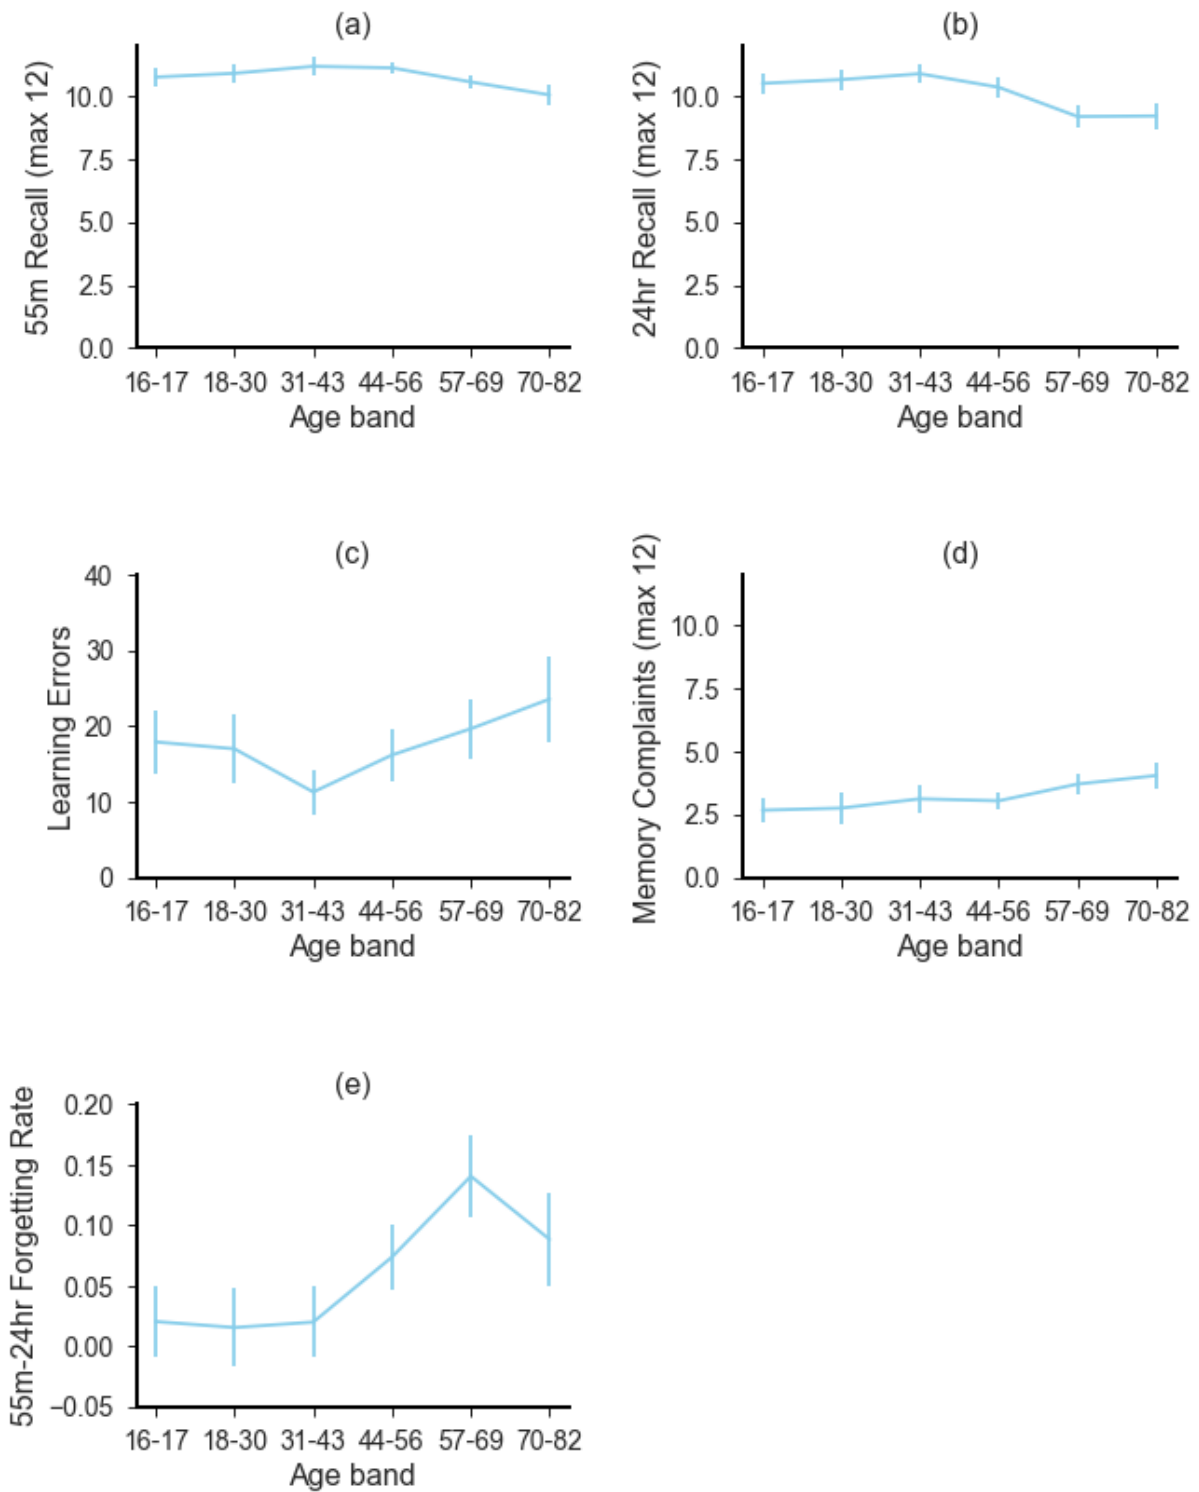 (a)
55m Recall (max 12)
10.0
7.5
5.0
2.5
0.0
16-17 18-30 31-43 44-56 57-69 70-82
Age band
(b)
24hr Recall (max 12)
10.0
7.5
5.0
2.5
0.0
16-17 18-30 31-43 44-56 57-69 70-82
Age band
(c)
Learning Errors
40
30
20
10
0
16-17 18-30 31-43 44-56 57-69 70-82
Age band
(d)
Memory Complaints (max 12)
10.0
7.5
5.0
2.5
0.0
16-17 18-30 31-43 44-56 57-69 70-82
Age band
(e)
55m-24hr Forgetting Rate
0.20
0.15
0.10
0.05
0.00
−0.05
16-17 18-30 31-43 44-56 57-69 70-82
Age band